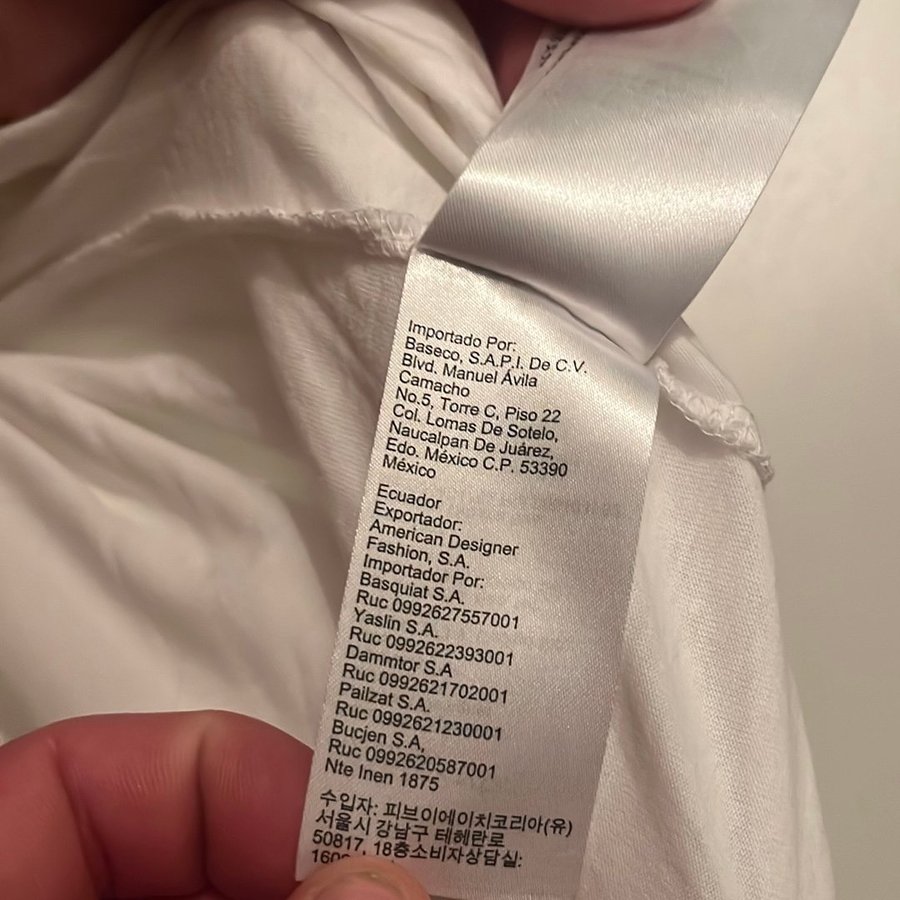 Importado Por:
Baseco, S.A.P.I. De C.V.
Blvd. Manuel Ávila
Camacho
No.5, Torre C, Piso 22
Col. Lomas De Sotelo,
Naucalpan De Juárez,
Edo. México C.P. 53390
México
Ecuador
Exportador:
American Designer
Fashion, S.A.
Importador Por:
Basquiat S.A.
Ruc 0992627557001
Yaslin S.A.
Ruc 0992622393001
Dammtor S.A
Ruc 0992621702001
Pailzat S.A.
Ruc 0992621230001
Bucjen S.A,
Ruc 0992620587001
Nte Inen 1875
수입자: 피브이에이치코리아(유)
서울시 강남구 테헤란로
50817, 18층소비자상담실: